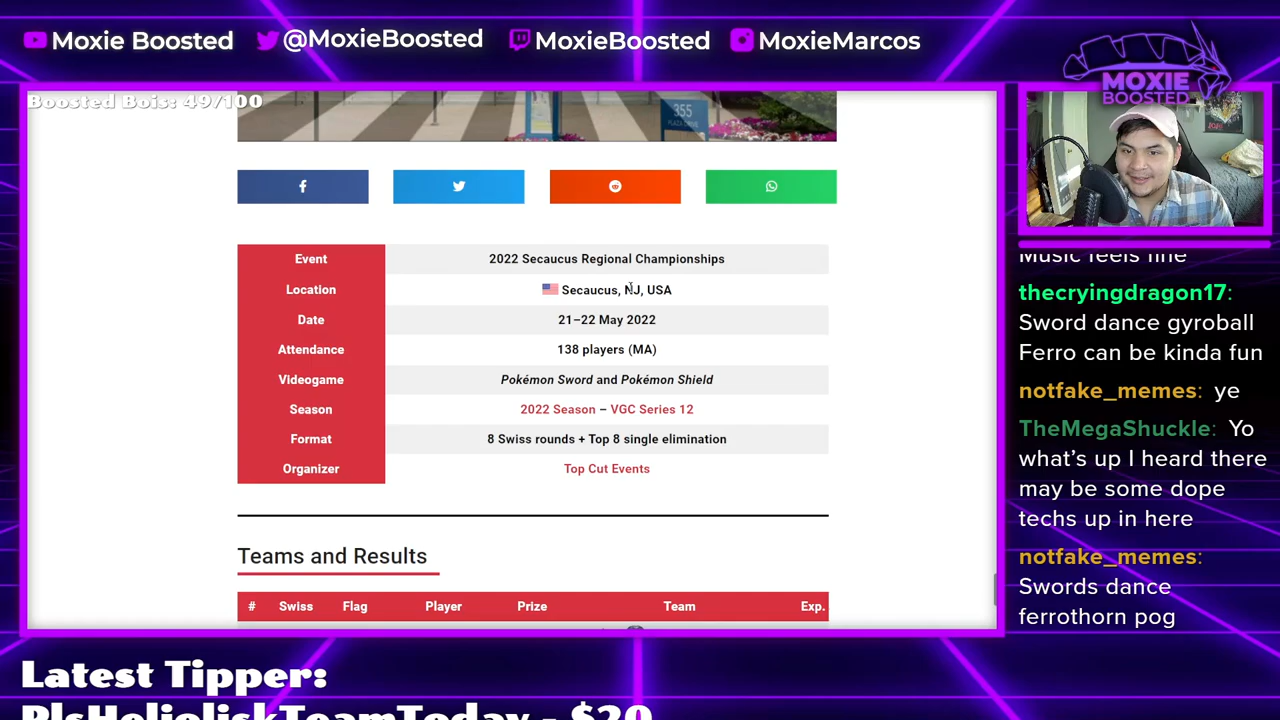 Moxie Boosted @MoxieBoosted MoxieBoosted MoxieMarcos
MOXIE
BOOSTED
Boosted Bois: 49/100
355
PLAZA DRIVE
Event 2022 Secaucus Regional Championships
Location Secaucus, NJ, USA
Date 21–22 May 2022
Attendance 138 players (MA)
Videogame Pokémon Sword and Pokémon Shield
Season 2022 Season – VGC Series 12
Format 8 Swiss rounds + Top 8 single elimination
Organizer Top Cut Events
Teams and Results
# Swiss Flag Player Prize Team Exp.
Music feels fine
thecryingdragon17:
Sword dance gyroball
Ferro can be kinda fun
notfake_memes: ye
TheMegaShuckle: Yo
what's up I heard there
may be some dope
techs up in here
notfake_memes:
Swords dance
ferrothorn pog
Latest Tipper:
PlsHelioliskTeamToday - $20